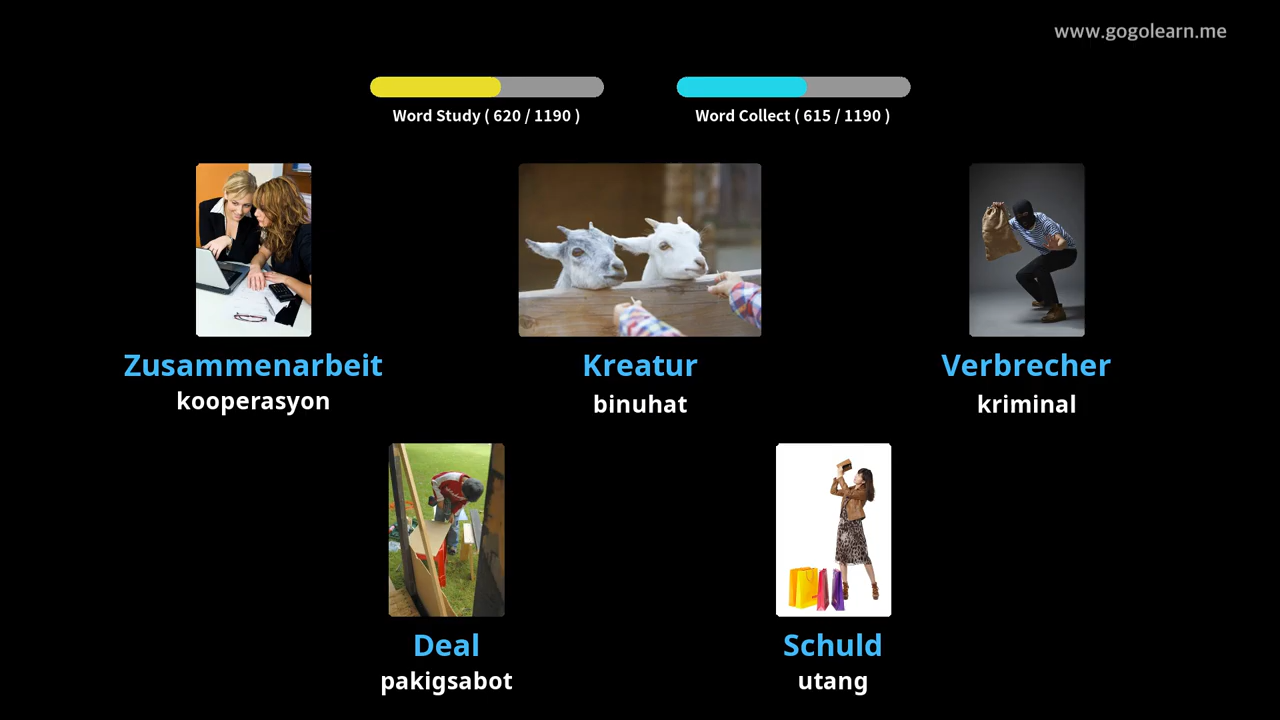 www.gogolearn.me
Word Study ( 620 / 1190 )
Word Collect ( 615 / 1190 )
Zusammenarbeit
kooperasyon
Kreatur
binuhat
Verbrecher
kriminal
Deal
pakigsabot
Schuld
utang